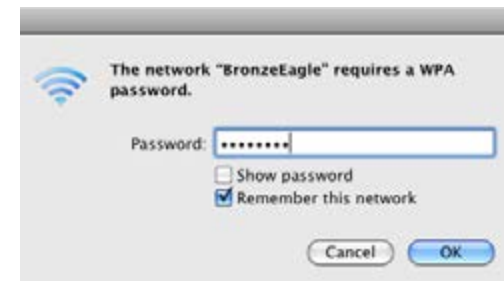 The network "BronzeEagle" requires a WPA
password.
Password: ••••••••
Show password
Remember this network
Cancel OK